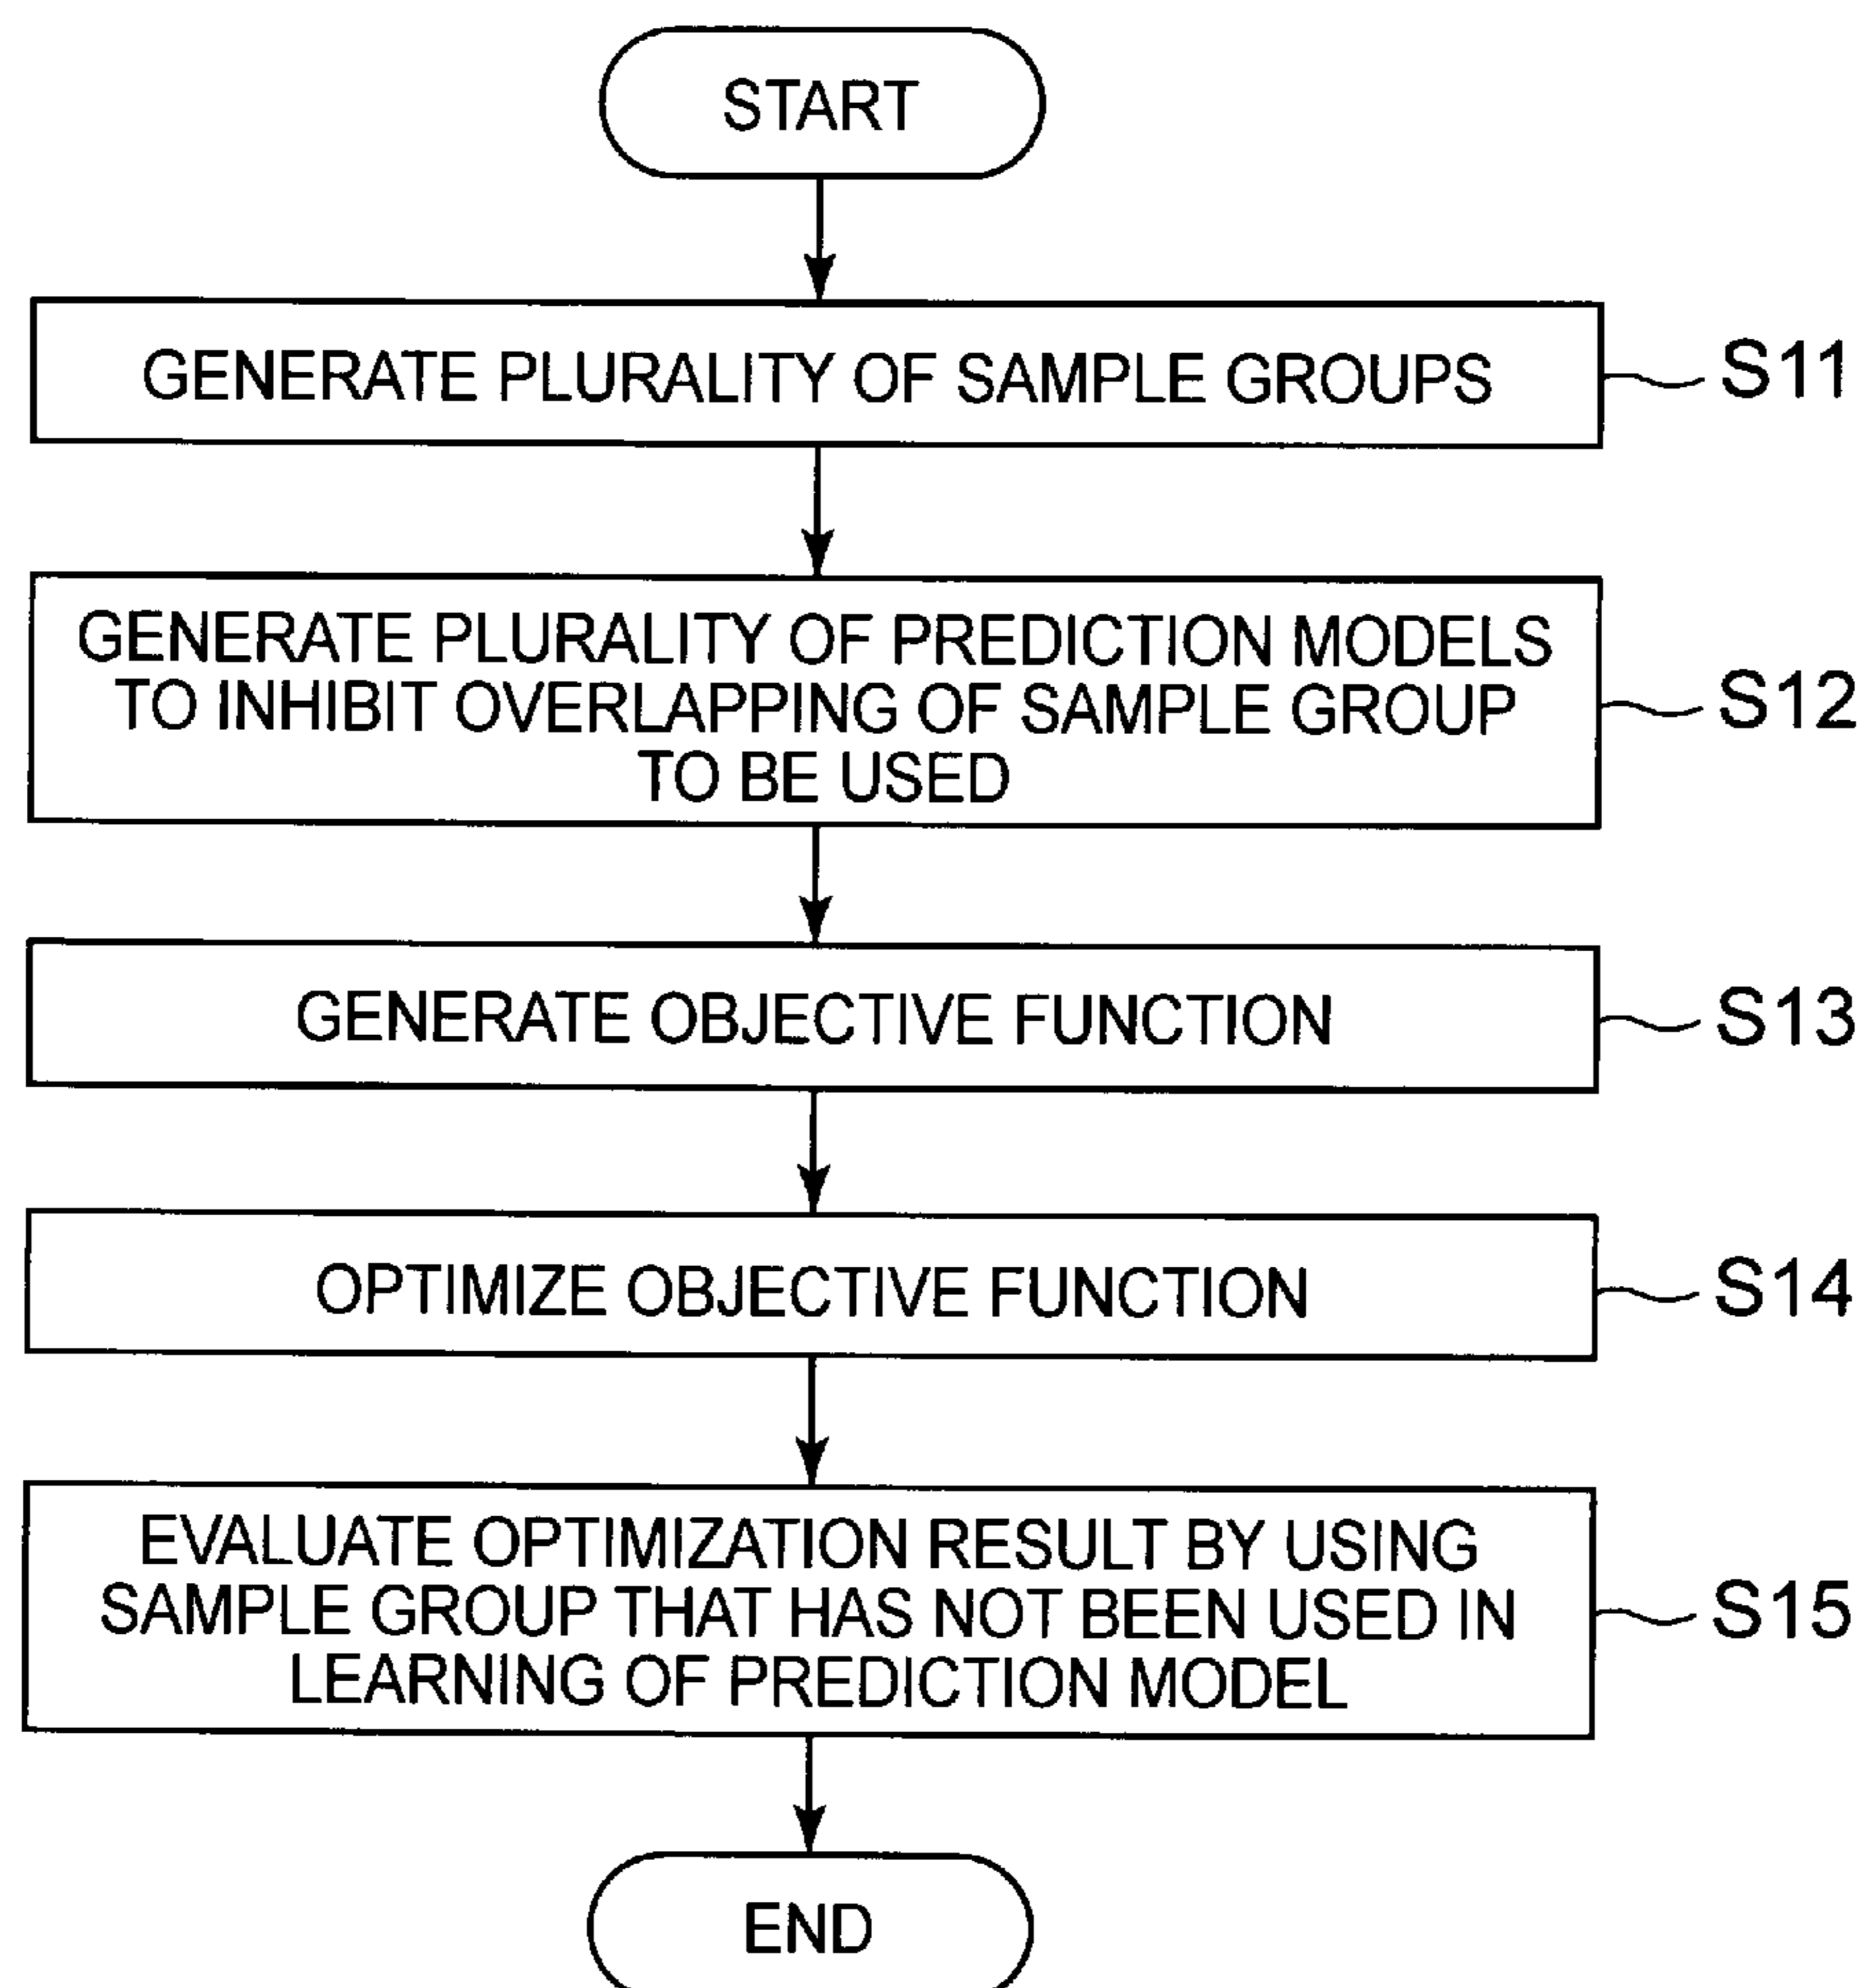 START
GENERATE PLURALITY OF SAMPLE GROUPS
S11
GENERATE PLURALITY OF PREDICTION MODELS
TO INHIBIT OVERLAPPING OF SAMPLE GROUP
TO BE USED
S12
GENERATE OBJECTIVE FUNCTION
S13
OPTIMIZE OBJECTIVE FUNCTION
S14
EVALUATE OPTIMIZATION RESULT BY USING
SAMPLE GROUP THAT HAS NOT BEEN USED IN
LEARNING OF PREDICTION MODEL
S15
END